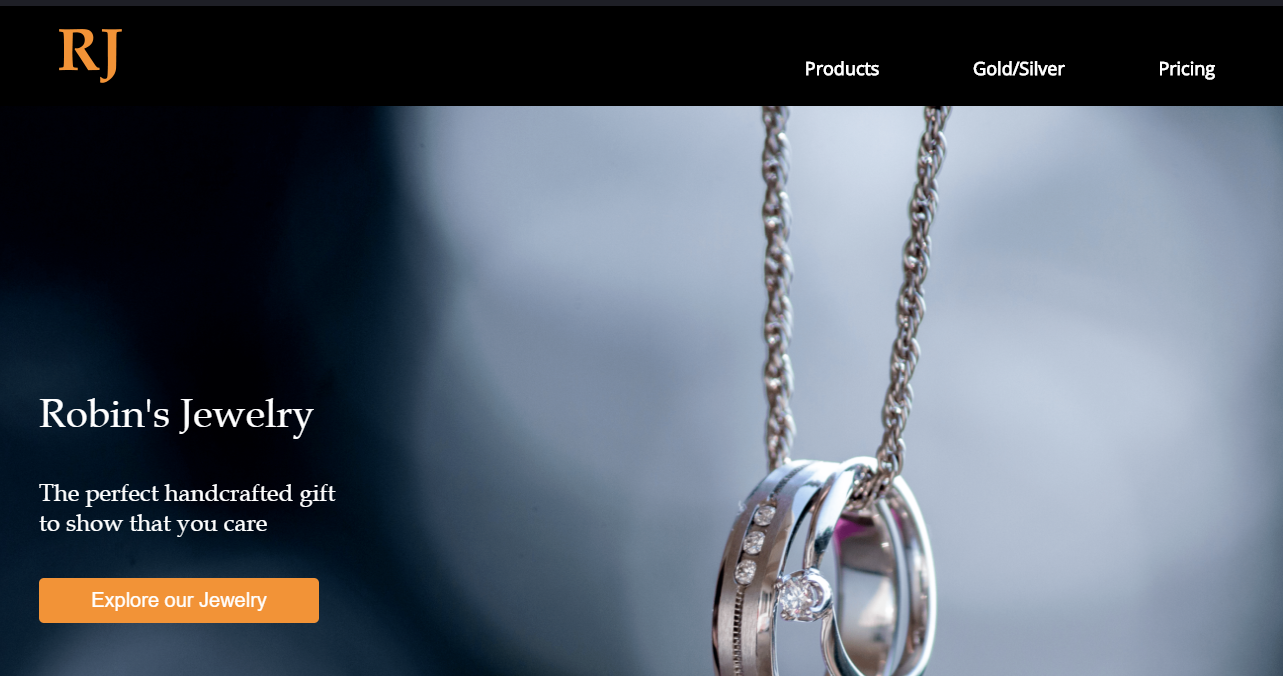 RJ
Products
Gold/Silver
Pricing
Robin's Jewelry
The perfect handcrafted gift
to show that you care
Explore our Jewelry